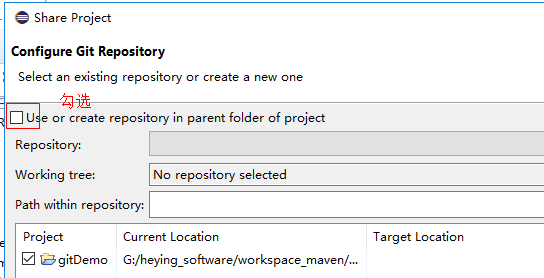 Share Project
Configure Git Repository
Select an existing repository or create a new one
勾选
Use or create repository in parent folder of project
Repository:
Working tree: No repository selected
Path within repository:
Project Current Location Target Location
gitDemo G:/heying_software/workspace_maven/...